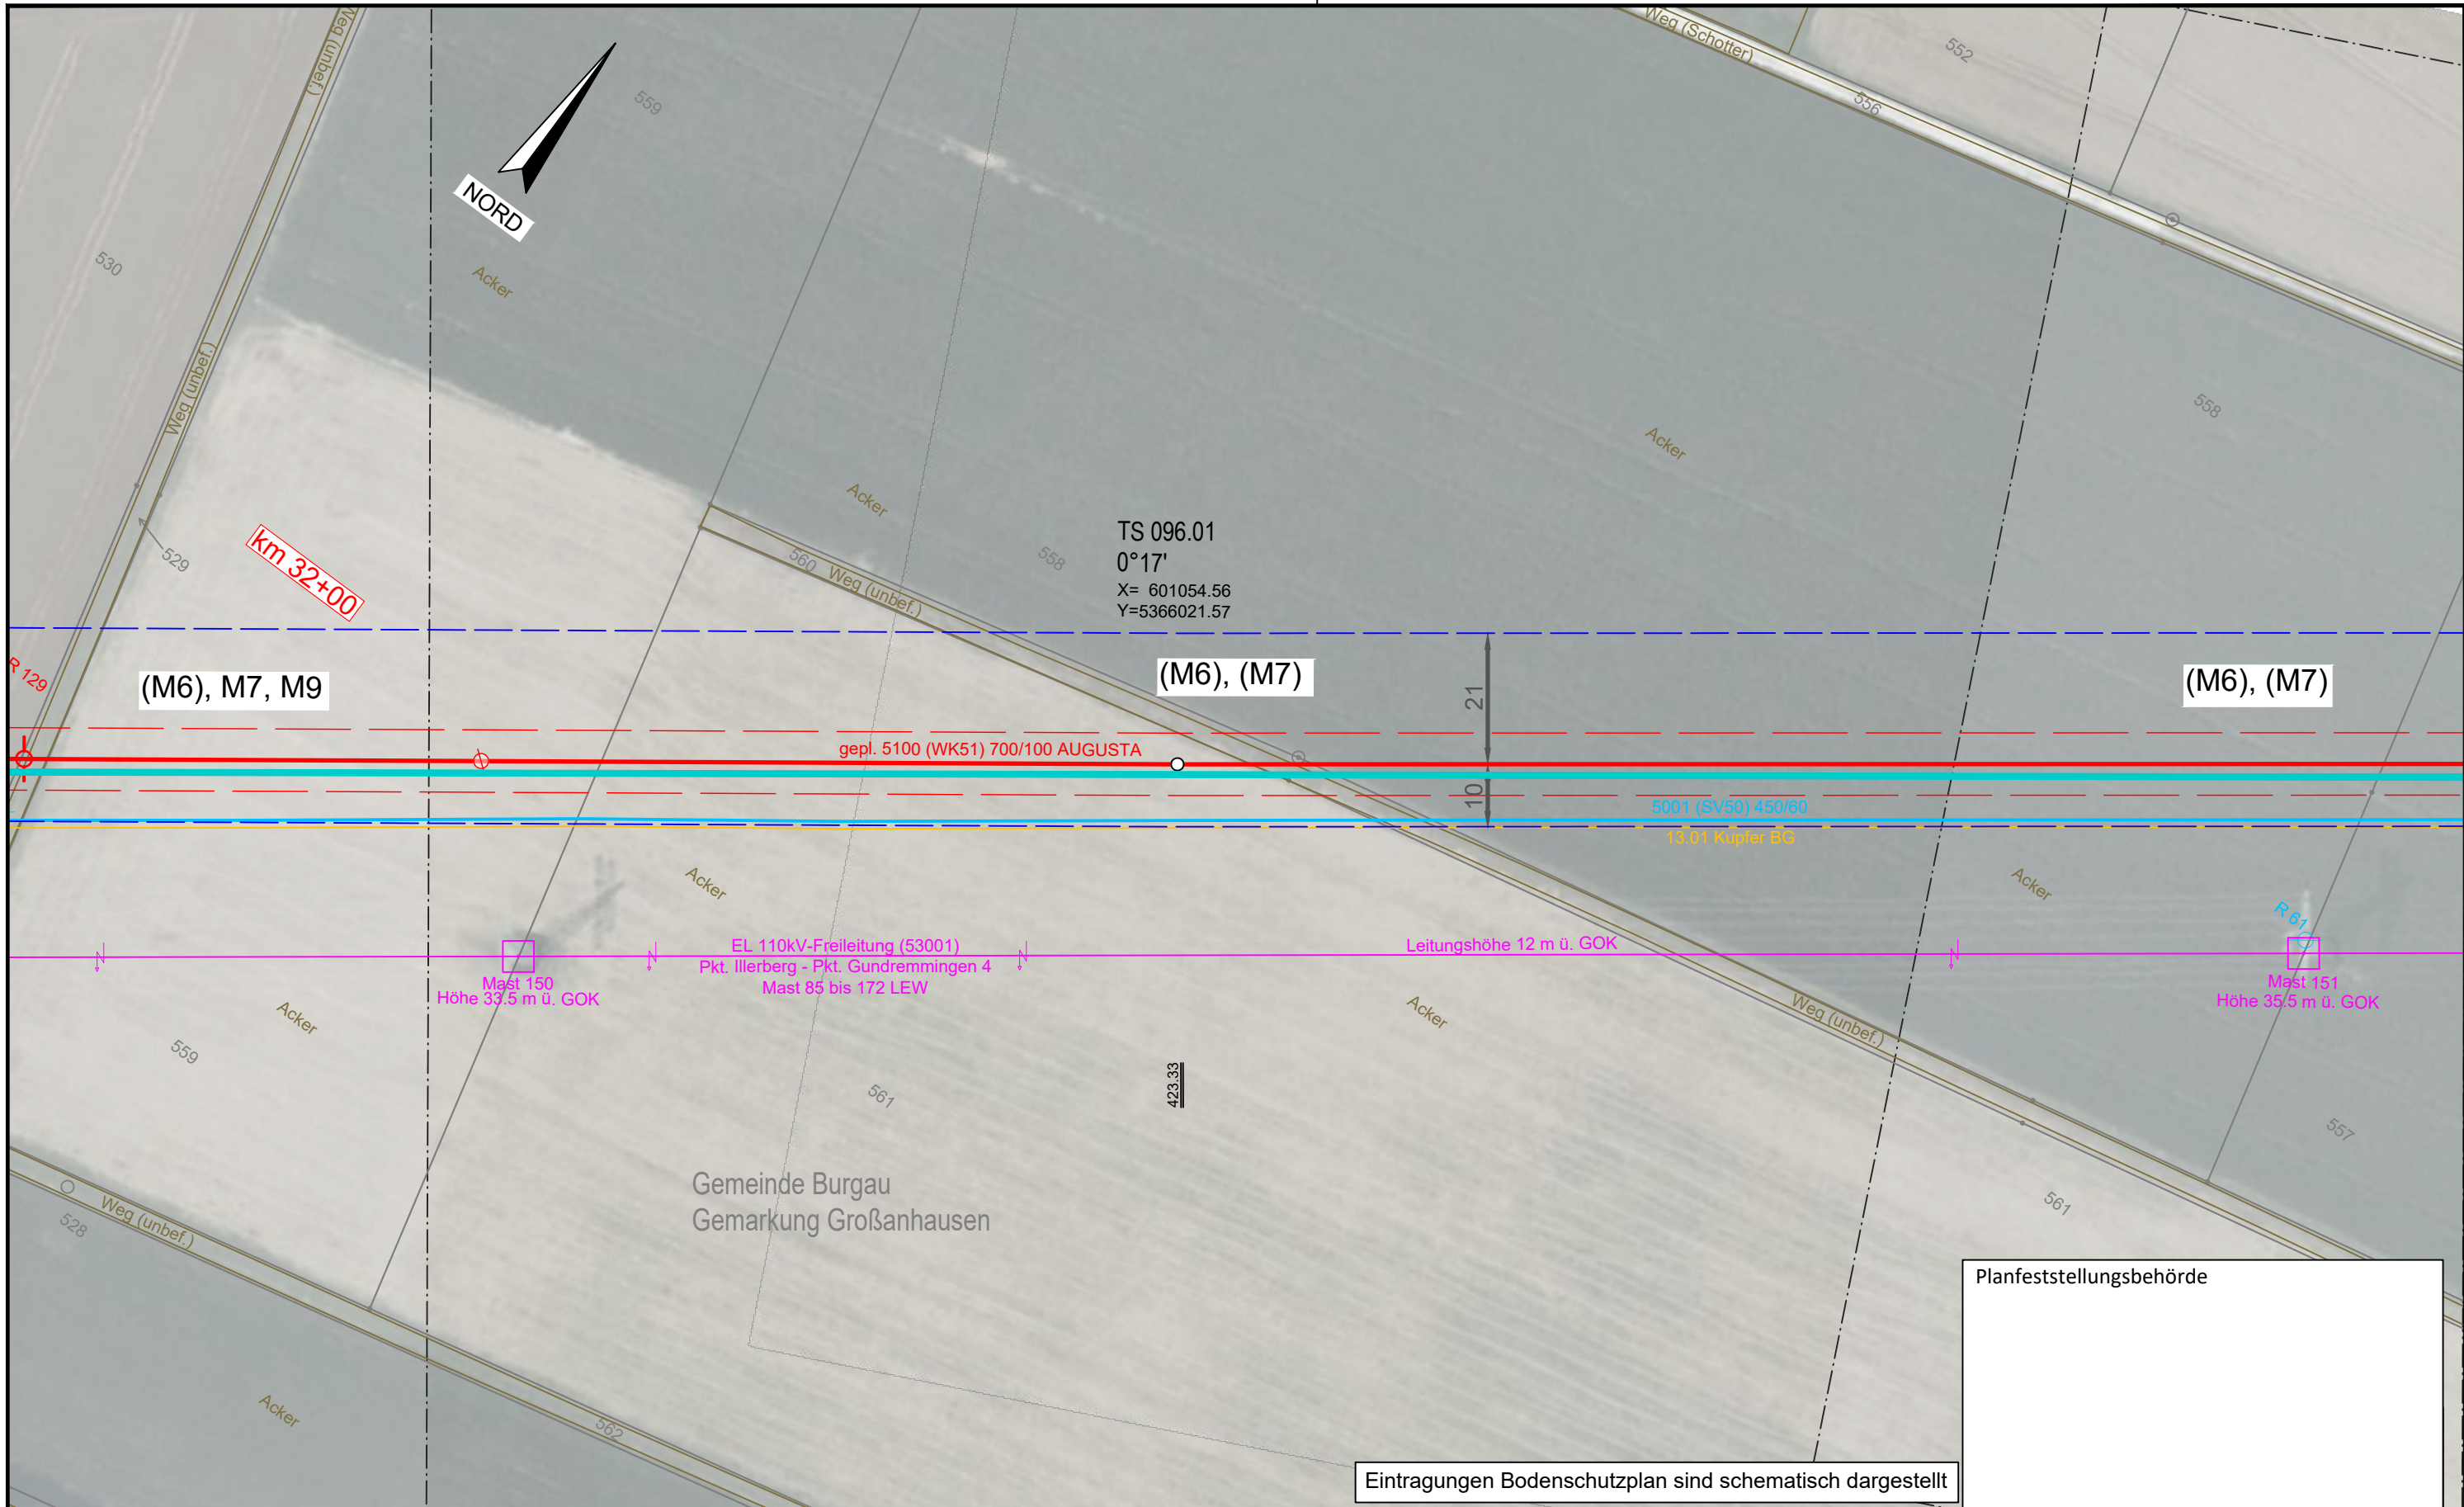 Weg (unbef.)
Weg (Schotter)
552
559
556
NORD
530
Acker
Weg (unbef.)
558
Acker
Acker
TS 096.01
0°17'
X= 601054.56
Y=5366021.57
km 32+00
529
560
Weg (unbef.)
558
R 129
(M6), M7, M9
(M6), (M7)
21
(M6), (M7)
gepl. 5100 (WK51) 700/100 AUGUSTA
10
5001 (SV50) 450/60
13.01 Kupfer BG
Acker
Acker
R 61
EL 110kV-Freileitung (53001)
Pkt. Illerberg - Pkt. Gundremmingen 4
Mast 85 bis 172 LEW
Leitungshöhe 12 m ü. GOK
Mast 150
Höhe 33.5 m ü. GOK
Mast 151
Höhe 35.5 m ü. GOK
Acker
Acker
Weg (unbef.)
559
561
423.33
557
Gemeinde Burgau
Gemarkung Großanhausen
561
528
Weg (unbef.)
Planfeststellungsbehörde
Acker
562
Eintragungen Bodenschutzplan sind schematisch dargestellt